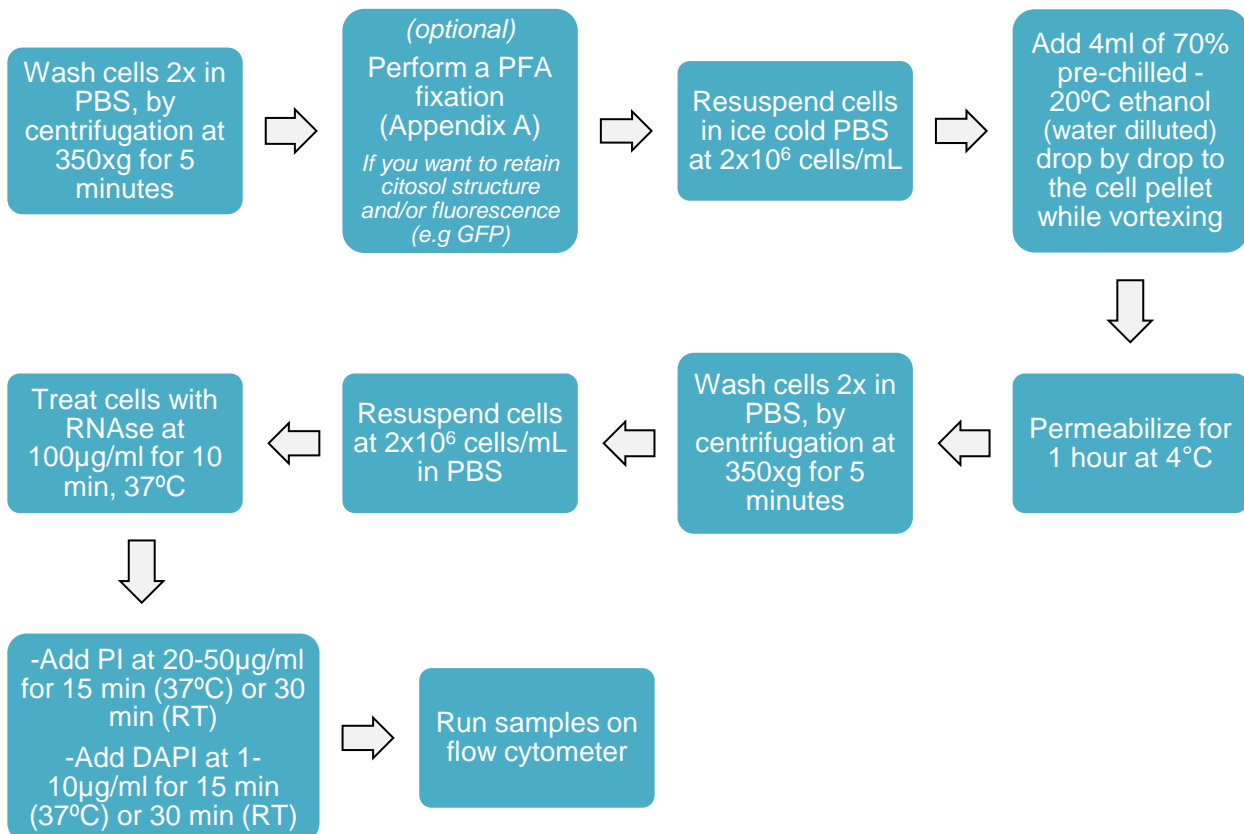 Wash cells 2x in
PBS, by
centrifugation at
350xg for 5
minutes
(optional)
Perform a PFA
fixation
(Appendix A)
If you want to retain
citosol structure
and/or fluorescence
(e.g GFP)
Resuspend cells
in ice cold PBS
at 2x10⁶ cells/mL
Add 4ml of 70%
pre-chilled -
20ºC ethanol
(water diluted)
drop by drop to
the cell pellet
while vortexing
Permeabilize for
1 hour at 4°C
Wash cells 2x in
PBS, by
centrifugation at
350xg for 5
minutes
Resuspend cells
at 2x10⁶ cells/mL
in PBS
Treat cells with
RNAse at
100µg/ml for 10
min, 37ºC
-Add PI at 20-50µg/ml
for 15 min (37ºC) or 30
min (RT)
-Add DAPI at 1-
10µg/ml for 15 min
(37ºC) or 30 min (RT)
Run samples on
flow cytometer